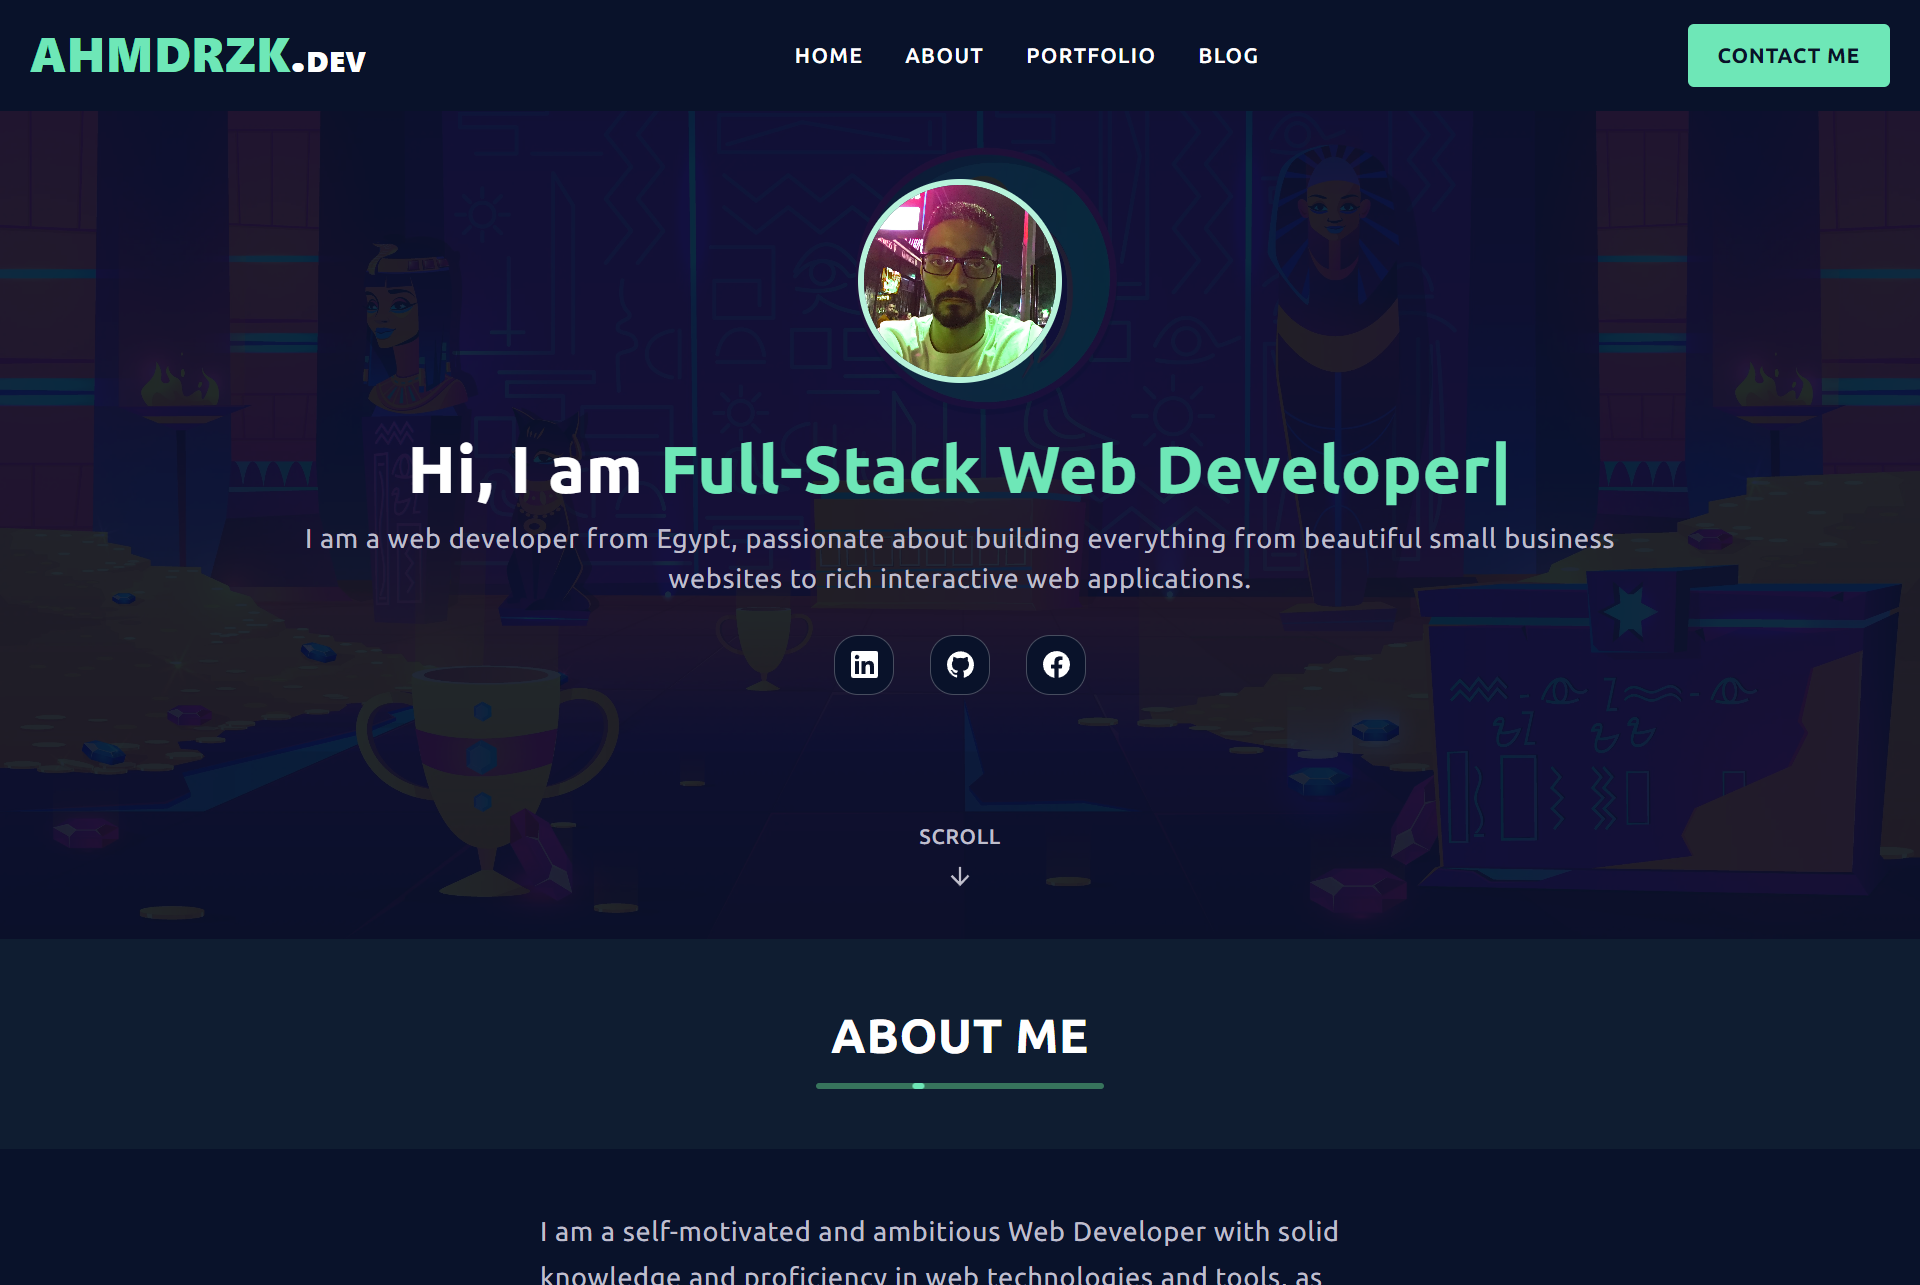 AHMDRZK.DEV
HOME ABOUT PORTFOLIO BLOG
CONTACT ME
Hi, I am Full-Stack Web Developer|
I am a web developer from Egypt, passionate about building everything from beautiful small business
websites to rich interactive web applications.
SCROLL
ABOUT ME
I am a self-motivated and ambitious Web Developer with solid
knowledge and proficiency in web technologies and tools, as